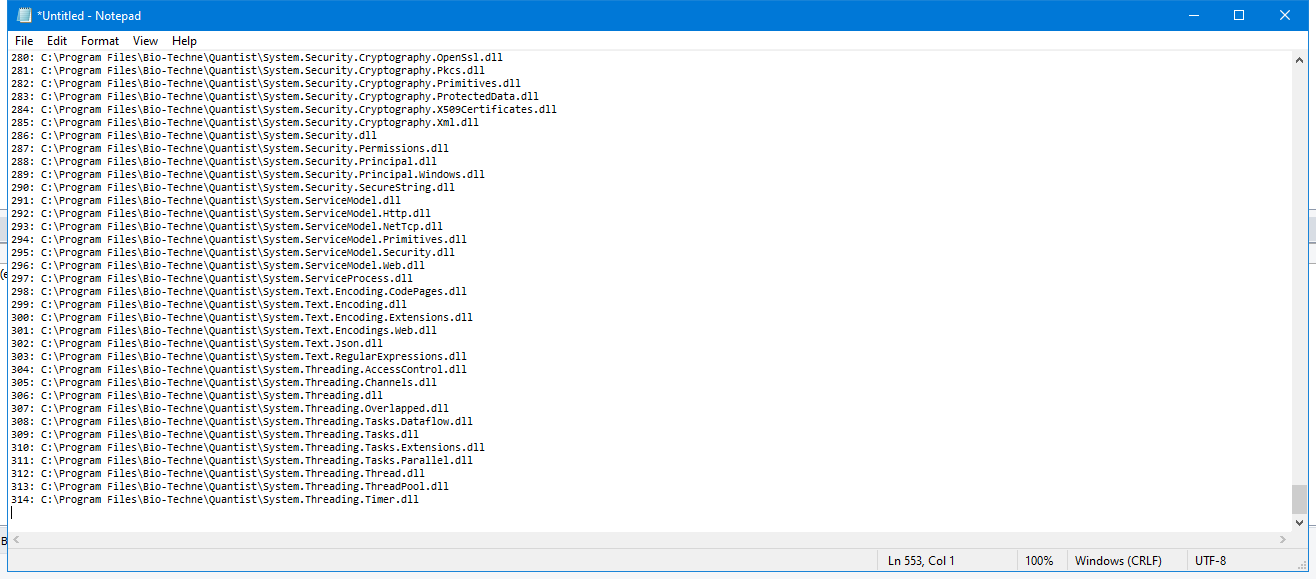 *Untitled - Notepad
File Edit Format View Help
280: C:\Program Files\Bio-Techne\Quantist\System.Security.Cryptography.OpenSsl.dll
281: C:\Program Files\Bio-Techne\Quantist\System.Security.Cryptography.Pkcs.dll
282: C:\Program Files\Bio-Techne\Quantist\System.Security.Cryptography.Primitives.dll
283: C:\Program Files\Bio-Techne\Quantist\System.Security.Cryptography.ProtectedData.dll
284: C:\Program Files\Bio-Techne\Quantist\System.Security.Cryptography.X509Certificates.dll
285: C:\Program Files\Bio-Techne\Quantist\System.Security.Cryptography.Xml.dll
286: C:\Program Files\Bio-Techne\Quantist\System.Security.dll
287: C:\Program Files\Bio-Techne\Quantist\System.Security.Permissions.dll
288: C:\Program Files\Bio-Techne\Quantist\System.Security.Principal.dll
289: C:\Program Files\Bio-Techne\Quantist\System.Security.Principal.Windows.dll
290: C:\Program Files\Bio-Techne\Quantist\System.Security.SecureString.dll
291: C:\Program Files\Bio-Techne\Quantist\System.ServiceModel.dll
292: C:\Program Files\Bio-Techne\Quantist\System.ServiceModel.Http.dll
293: C:\Program Files\Bio-Techne\Quantist\System.ServiceModel.NetTcp.dll
294: C:\Program Files\Bio-Techne\Quantist\System.ServiceModel.Primitives.dll
295: C:\Program Files\Bio-Techne\Quantist\System.ServiceModel.Security.dll
296: C:\Program Files\Bio-Techne\Quantist\System.ServiceModel.Web.dll
297: C:\Program Files\Bio-Techne\Quantist\System.ServiceProcess.dll
298: C:\Program Files\Bio-Techne\Quantist\System.Text.Encoding.CodePages.dll
299: C:\Program Files\Bio-Techne\Quantist\System.Text.Encoding.dll
300: C:\Program Files\Bio-Techne\Quantist\System.Text.Encoding.Extensions.dll
301: C:\Program Files\Bio-Techne\Quantist\System.Text.Encodings.Web.dll
302: C:\Program Files\Bio-Techne\Quantist\System.Text.Json.dll
303: C:\Program Files\Bio-Techne\Quantist\System.Text.RegularExpressions.dll
304: C:\Program Files\Bio-Techne\Quantist\System.Threading.AccessControl.dll
305: C:\Program Files\Bio-Techne\Quantist\System.Threading.Channels.dll
306: C:\Program Files\Bio-Techne\Quantist\System.Threading.dll
307: C:\Program Files\Bio-Techne\Quantist\System.Threading.Overlapped.dll
308: C:\Program Files\Bio-Techne\Quantist\System.Threading.Tasks.Dataflow.dll
309: C:\Program Files\Bio-Techne\Quantist\System.Threading.Tasks.dll
310: C:\Program Files\Bio-Techne\Quantist\System.Threading.Tasks.Extensions.dll
311: C:\Program Files\Bio-Techne\Quantist\System.Threading.Tasks.Parallel.dll
312: C:\Program Files\Bio-Techne\Quantist\System.Threading.Thread.dll
313: C:\Program Files\Bio-Techne\Quantist\System.Threading.ThreadPool.dll
314: C:\Program Files\Bio-Techne\Quantist\System.Threading.Timer.dll
Ln 553, Col 1 100% Windows (CRLF) UTF-8